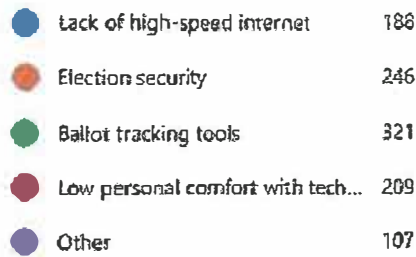 Lack of high-speed internet 188
Election security 246
Ballot tracking tools 321
Low personal comfort with tech... 209
Other 107